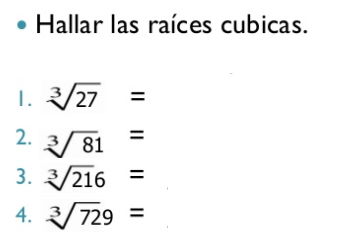 • Hallar las raíces cubicas.
1. ∛27 =
2. ∛81 =
3. ∛216 =
4. ∛729 =